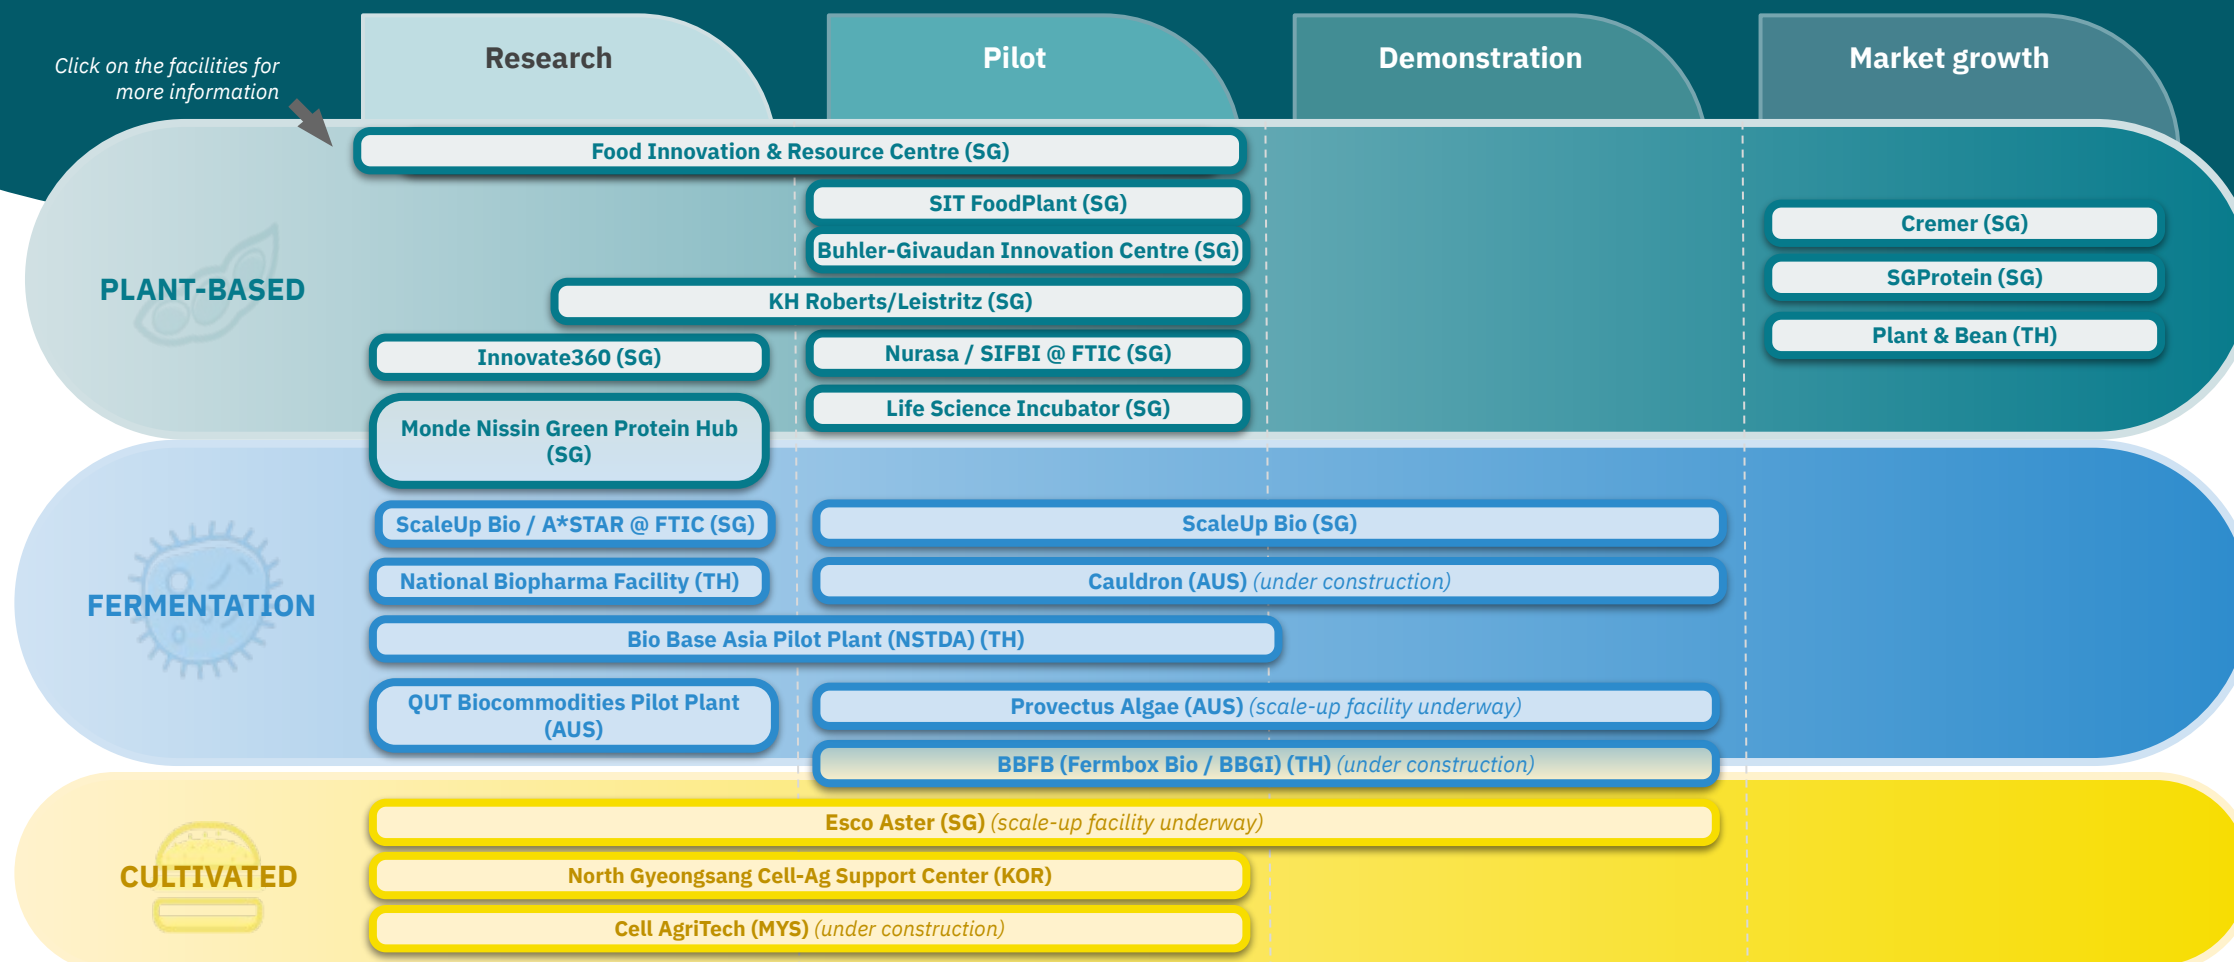 Click on the facilities for
more information
Research
Pilot
Demonstration
Market growth
PLANT-BASED
Food Innovation & Resource Centre (SG)
SIT FoodPlant (SG)
Buhler-Givaudan Innovation Centre (SG)
KH Roberts/Leistritz (SG)
Innovate360 (SG)
Nurasa / SIFBI @ FTIC (SG)
Life Science Incubator (SG)
Monde Nissin Green Protein Hub
(SG)
Cremer (SG)
SGProtein (SG)
Plant & Bean (TH)
FERMENTATION
ScaleUp Bio / A*STAR @ FTIC (SG)
ScaleUp Bio (SG)
National Biopharma Facility (TH)
Cauldron (AUS) (under construction)
Bio Base Asia Pilot Plant (NSTDA) (TH)
QUT Biocommodities Pilot Plant
(AUS)
Provectus Algae (AUS) (scale-up facility underway)
BBFB (Fermbox Bio / BBGI) (TH) (under construction)
CULTIVATED
Esco Aster (SG) (scale-up facility underway)
North Gyeongsang Cell-Ag Support Center (KOR)
Cell AgriTech (MYS) (under construction)